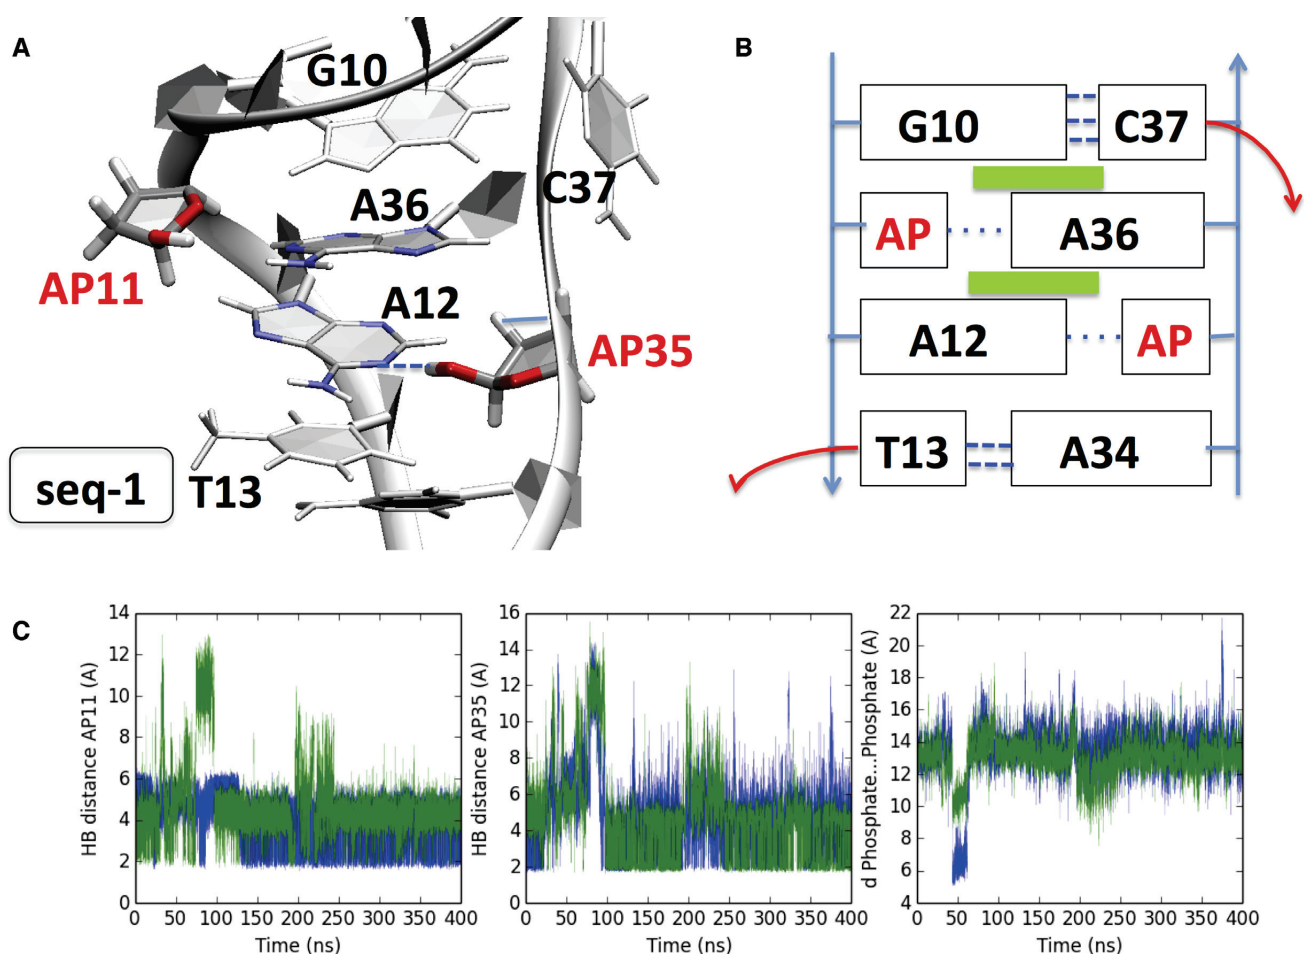 A
G10
C37
A36
AP11
A12
AP35
seq-1
T13
B
G10 C37
AP A36
A12 AP
T13 A34
C
HB distance AP11 (A)
14
12
10
8
6
4
2
0
0 50 100 150 200 250 300 350 400
Time (ns)
HB distance AP35 (A)
16
14
12
10
8
6
4
2
0
0 50 100 150 200 250 300 350 400
Time (ns)
d Phosphate...Phosphate (A)
22
20
18
16
14
12
10
8
6
4
0 50 100 150 200 250 300 350 400
Time (ns)